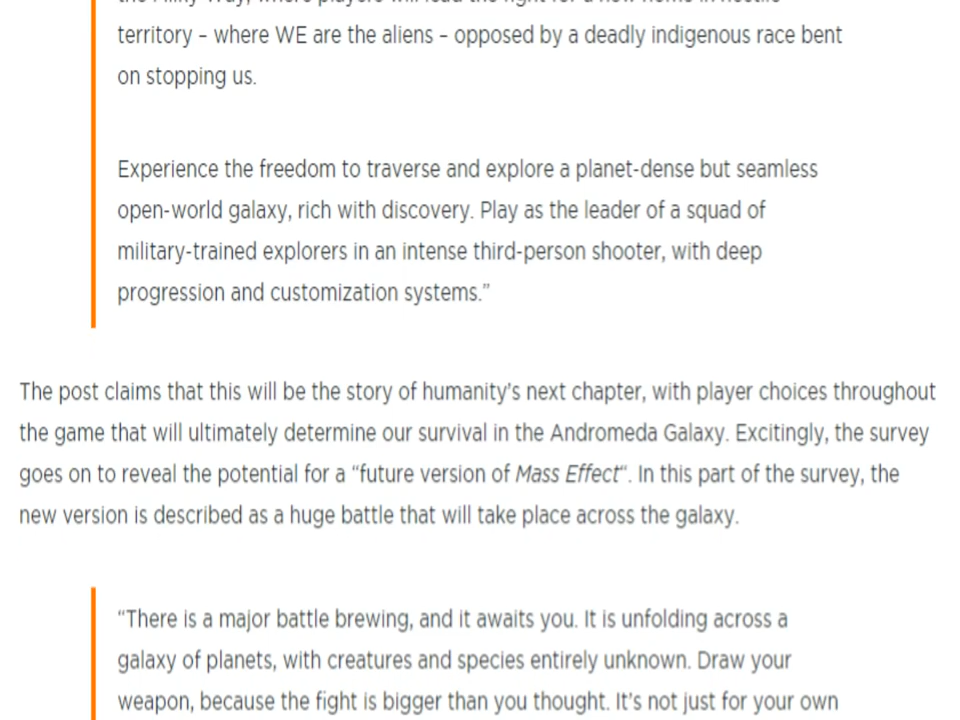 territory – where WE are the aliens – opposed by a deadly indigenous race bent
on stopping us.
Experience the freedom to traverse and explore a planet-dense but seamless
open-world galaxy, rich with discovery. Play as the leader of a squad of
military-trained explorers in an intense third-person shooter, with deep
progression and customization systems.”
The post claims that this will be the story of humanity’s next chapter, with player choices throughout
the game that will ultimately determine our survival in the Andromeda Galaxy. Excitingly, the survey
goes on to reveal the potential for a “future version of Mass Effect“. In this part of the survey, the
new version is described as a huge battle that will take place across the galaxy.
“There is a major battle brewing, and it awaits you. It is unfolding across a
galaxy of planets, with creatures and species entirely unknown. Draw your
weapon, because the fight is bigger than you thought. It’s not just for your own